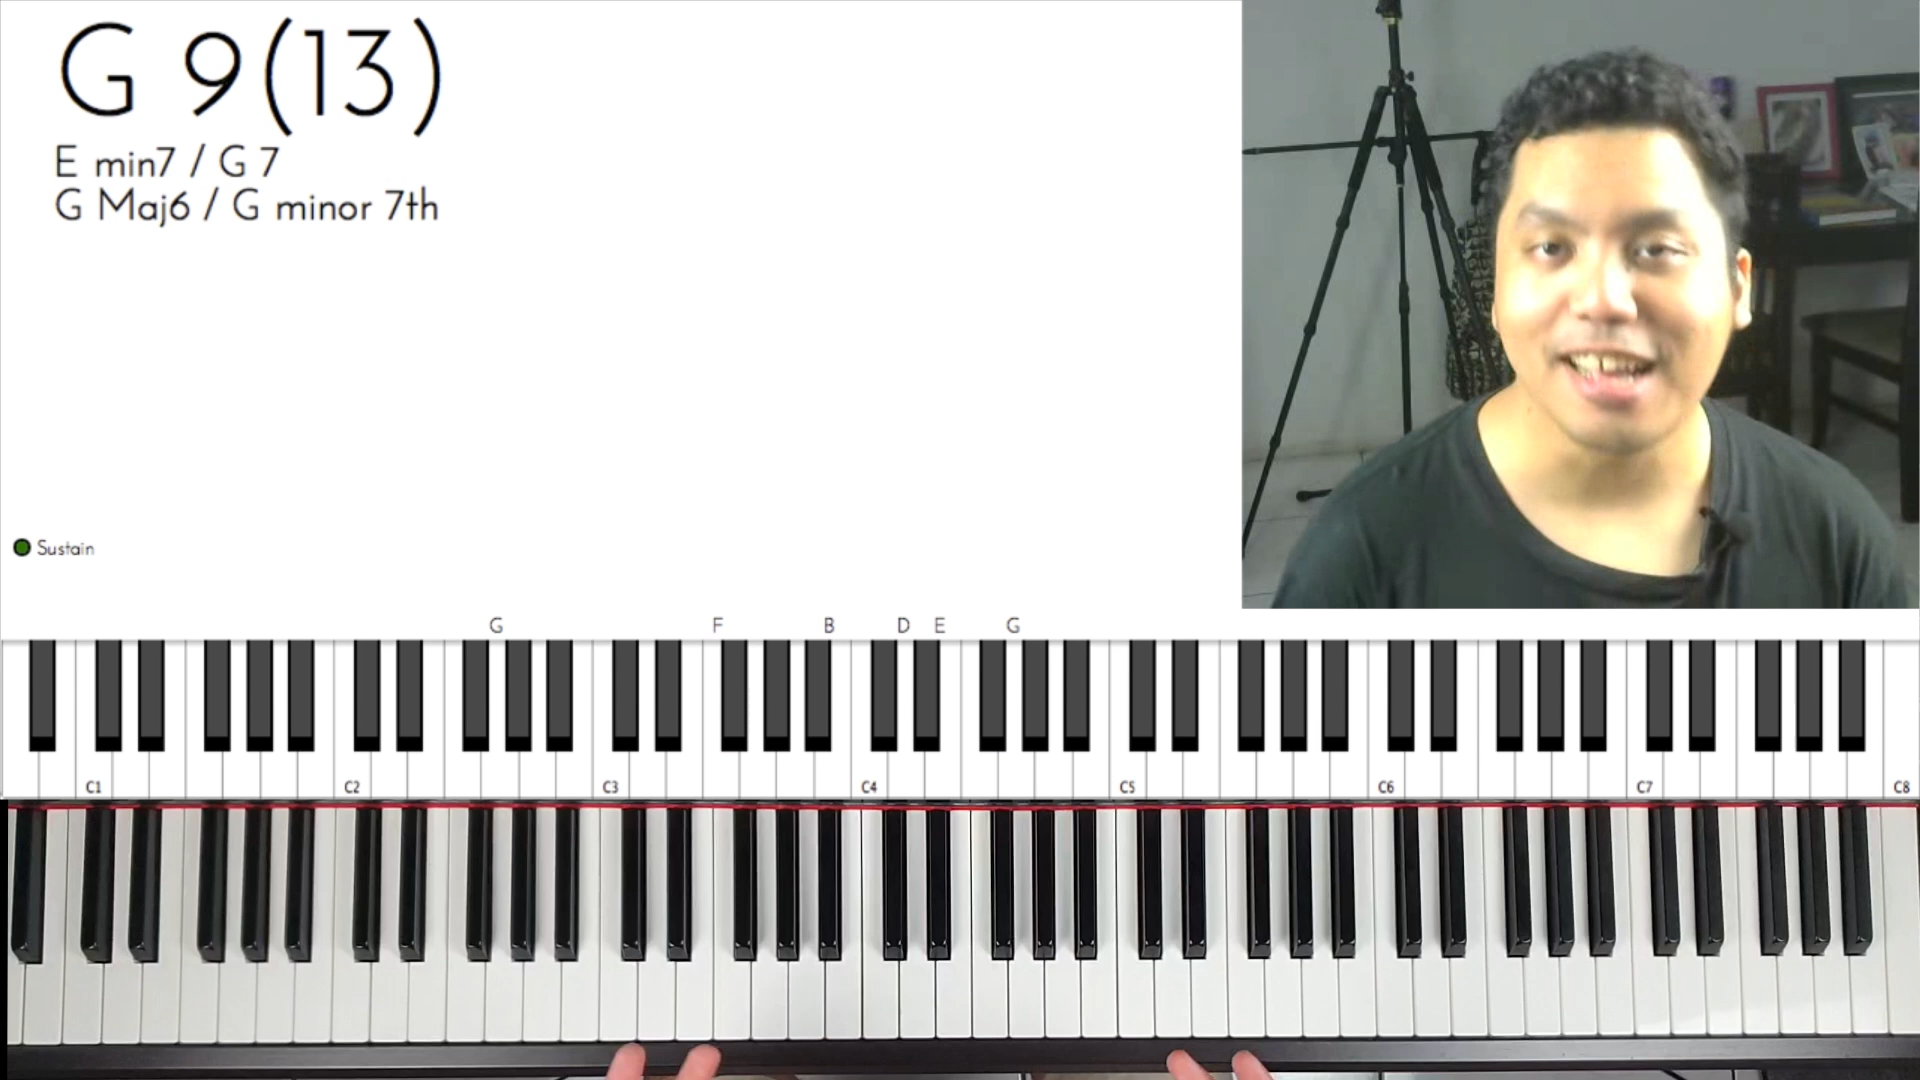 G 9(13)
E min7 / G 7
G Maj6 / G minor 7th
Sustain
G F B D E G
C1 C2 C3 C4 C5 C6 C7 C8